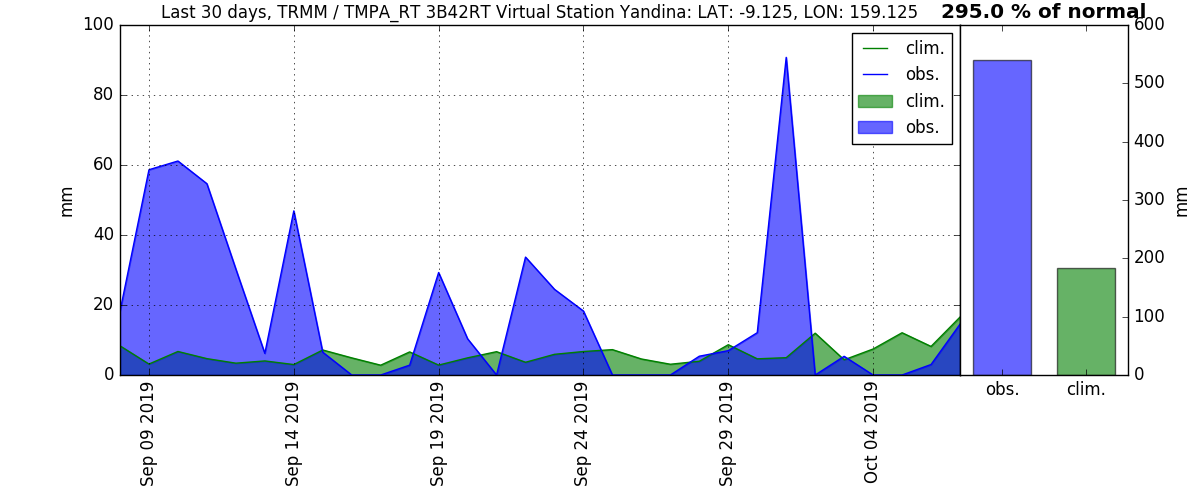 Last 30 days, TRMM / TMPA_RT 3B42RT Virtual Station Yandina: LAT: -9.125, LON: 159.125
295.0 % of normal
100
80
60
40
20
0
mm
clim.
obs.
clim.
obs.
600
500
400
300
200
100
0
mm
Sep 09 2019
Sep 14 2019
Sep 19 2019
Sep 24 2019
Sep 29 2019
Oct 04 2019
obs.
clim.